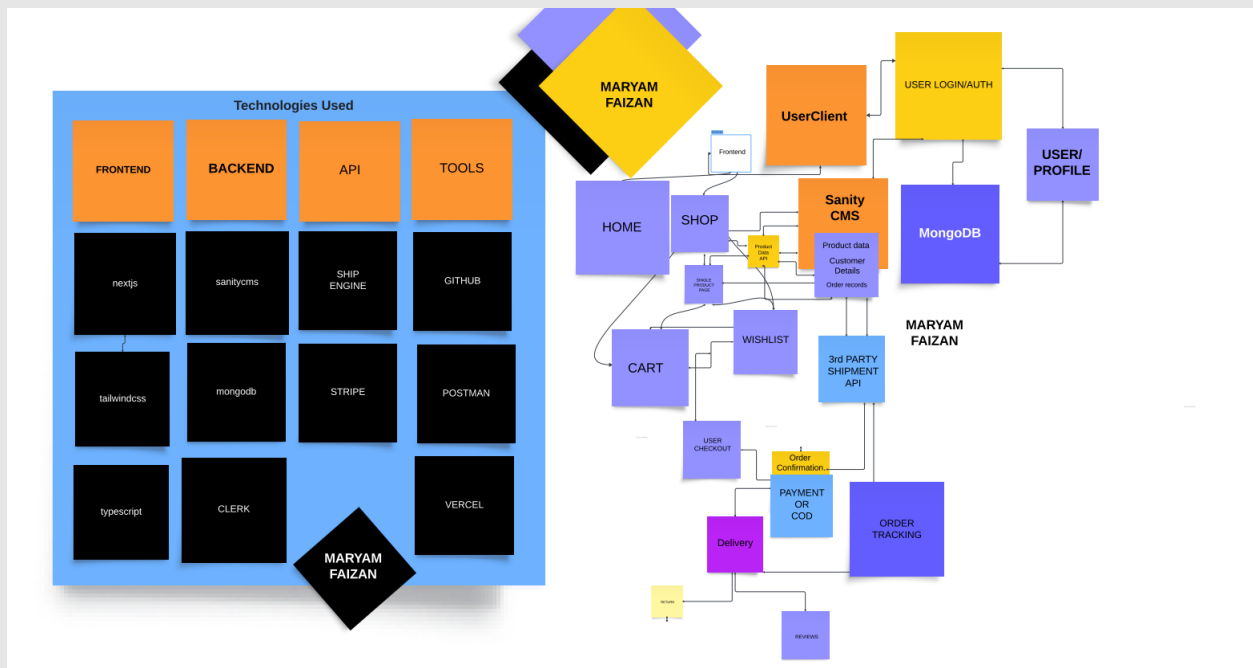 Technologies Used
FRONTEND
BACKEND
API
TOOLS
nextjs
sanitycms
SHIP
ENGINE
GITHUB
tailwindcss
mongodb
STRIPE
POSTMAN
typescript
CLERK
VERCEL
MARYAM
FAIZAN
MARYAM
FAIZAN
UserClient
USER LOGIN/AUTH
Frontend
USER/
PROFILE
HOME
SHOP
Sanity
CMS
MongoDB
Product
Data
API
Product data
Customer
Details
Order records
SINGLE
PRODUCT
PAGE
WISHLIST
CART
MARYAM
FAIZAN
3rd PARTY
SHIPMENT
API
USER
CHECKOUT
Order
Confirmation..
PAYMENT
OR
COD
ORDER
TRACKING
Delivery
REVIEWS